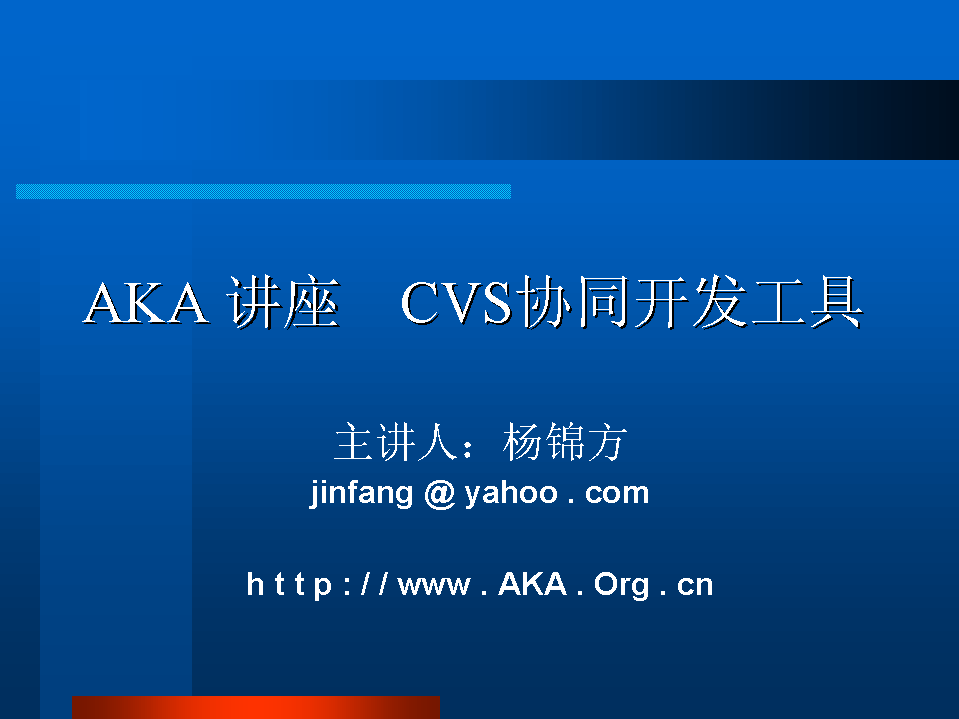 AKA 讲座　CVS协同开发工具
主讲人：杨锦方
jinfang @ yahoo . com
h t t p : / / www . AKA . Org . cn